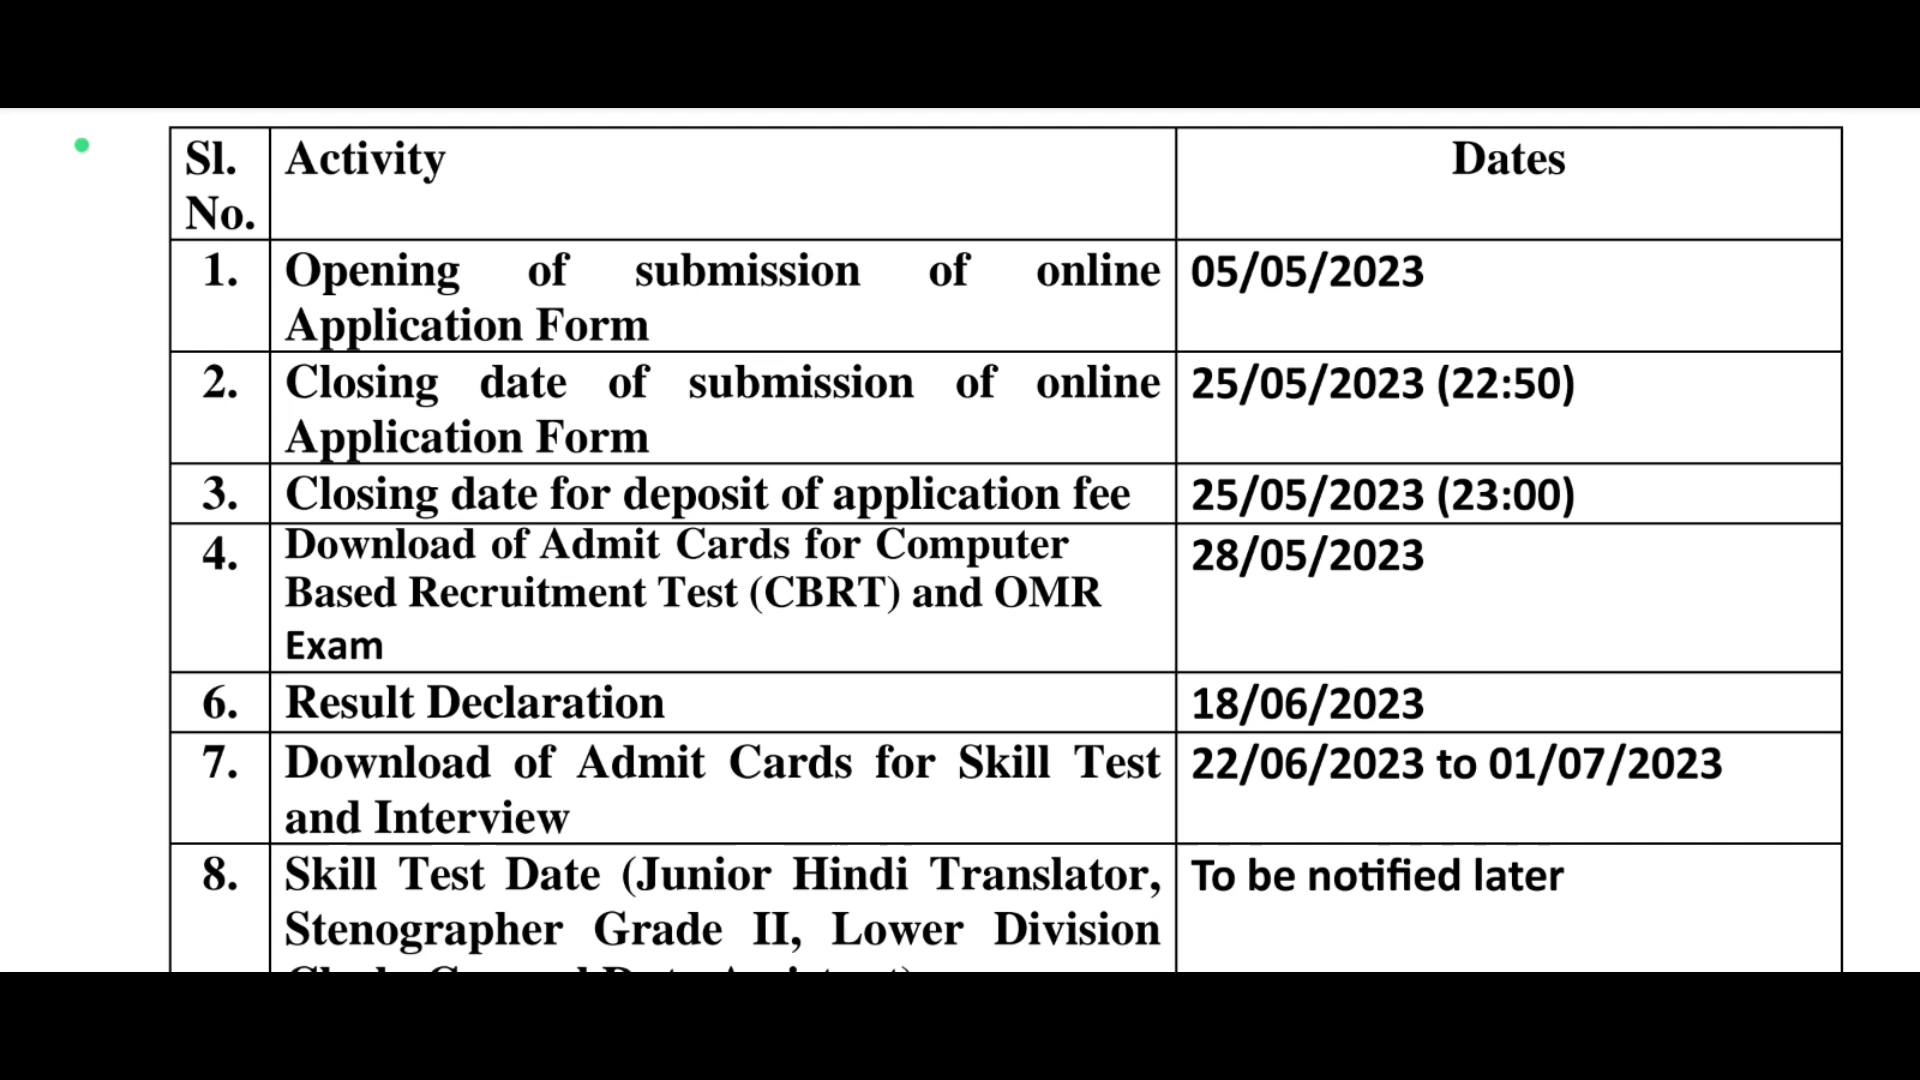 Sl. Activity Dates
No.
1. Opening of submission of online 05/05/2023
Application Form
2. Closing date of submission of online 25/05/2023 (22:50)
Application Form
3. Closing date for deposit of application fee 25/05/2023 (23:00)
4. Download of Admit Cards for Computer 28/05/2023
Based Recruitment Test (CBRT) and OMR
Exam
6. Result Declaration 18/06/2023
7. Download of Admit Cards for Skill Test 22/06/2023 to 01/07/2023
and Interview
8. Skill Test Date (Junior Hindi Translator, To be notified later
Stenographer Grade II, Lower Division